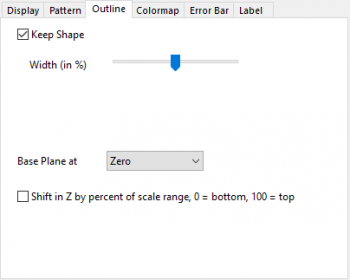 Display Pattern Outline Colormap Error Bar Label
Keep Shape
Width (in %)
Base Plane at Zero
Shift in Z by percent of scale range, 0 = bottom, 100 = top